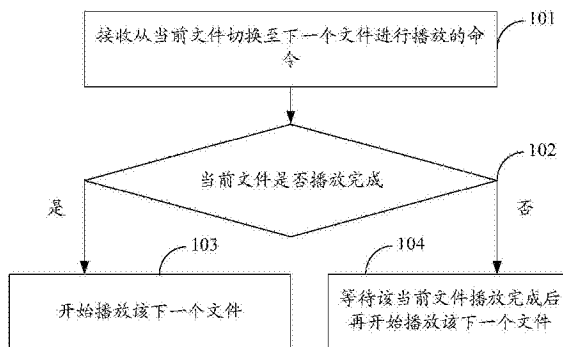 接收从当前文件切换至下一个文件进行播放的命
令
101
当前文件是否播放完成
102
是
否
103
104
开始播放该下一个文件
等待该当前文件播放完成后
再开始播放该下一个文件